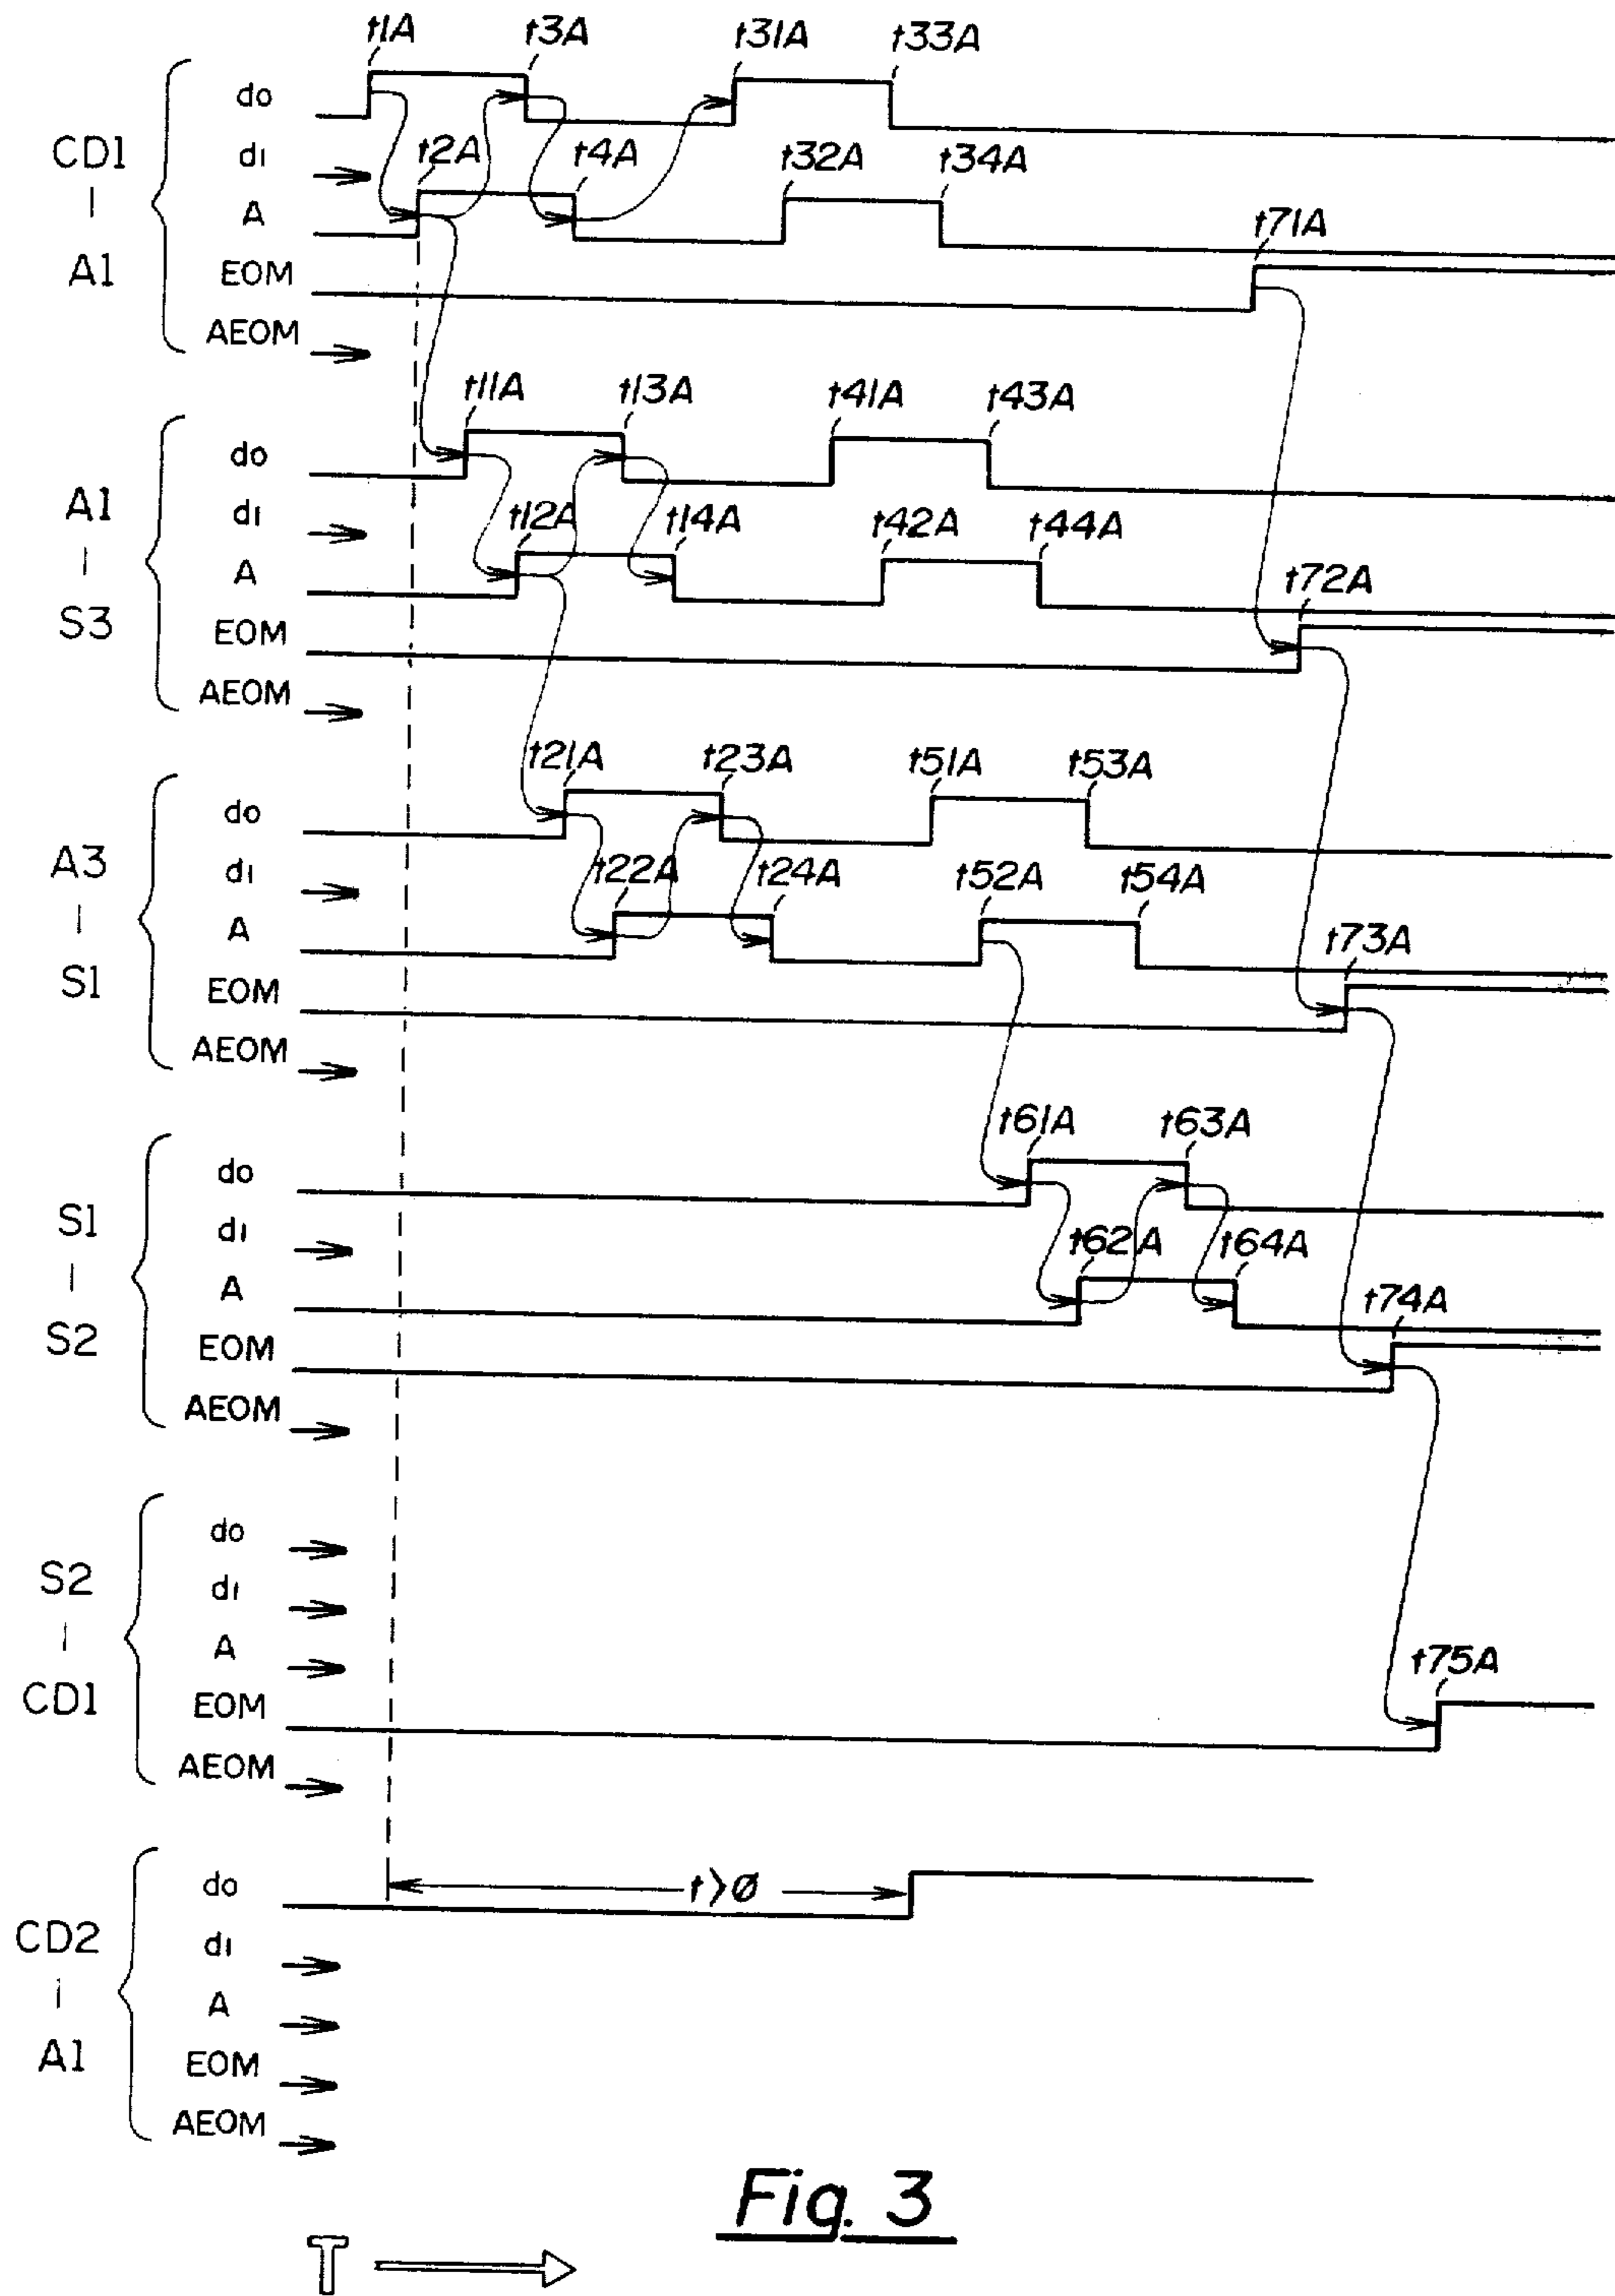 t1A t3A t31A t33A
do
CD1 d1 t2A t4A t32A t34A
A
A1 EOM t71A
AEOM
t11A t13A t41A t43A
do
A1 d1 t12A t14A t42A t44A
A
S3 EOM t72A
AEOM
t21A t23A t51A t53A
do
A3 d1 t22A t24A t52A t54A
A
S1 EOM t73A
AEOM
t61A t63A
do
S1 d1 t62A t64A
A
S2 EOM t74A
AEOM
do
S2 d1
A
CD1 EOM t75A
AEOM
do t>Ø
CD2 d1
A
A1 EOM
AEOM
Fig. 3
T